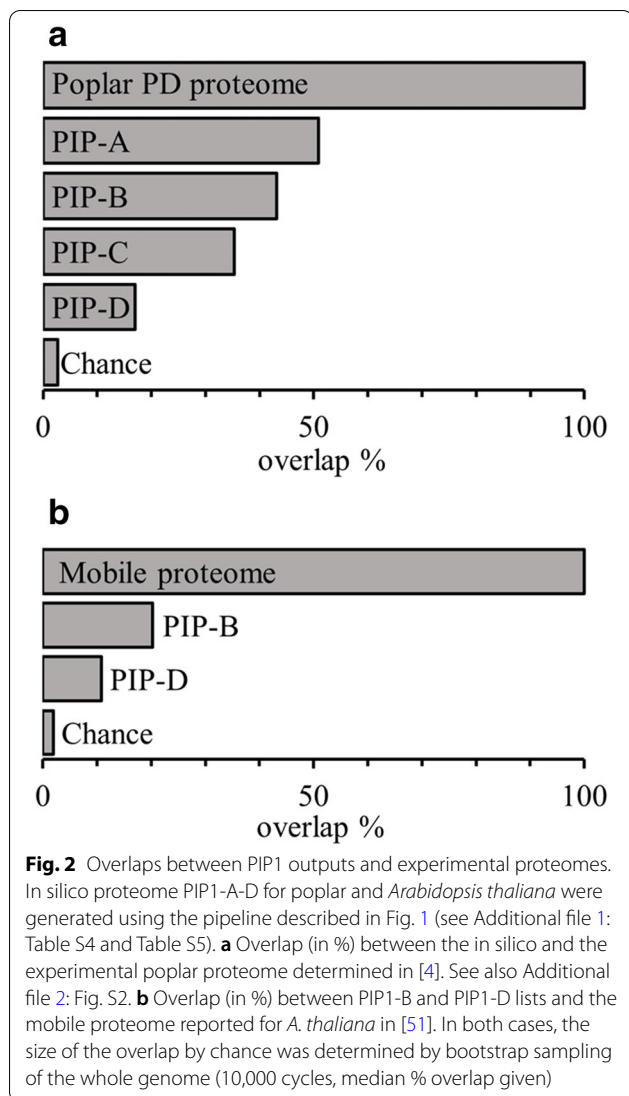 a
Poplar PD proteome
PIP-A
PIP-B
PIP-C
PIP-D
Chance
0 50 100
overlap %
b
Mobile proteome
PIP-B
PIP-D
Chance
0 50 100
overlap %
Fig. 2 Overlaps between PIP1 outputs and experimental proteomes.
In silico proteome PIP1-A-D for poplar and Arabidopsis thaliana were
generated using the pipeline described in Fig. 1 (see Additional file 1:
Table S4 and Table S5). a Overlap (in %) between the in silico and the
experimental poplar proteome determined in [4]. See also Additional
file 2: Fig. S2. b Overlap (in %) between PIP1-B and PIP1-D lists and the
mobile proteome reported for A. thaliana in [51]. In both cases, the
size of the overlap by chance was determined by bootstrap sampling
of the whole genome (10,000 cycles, median % overlap given)